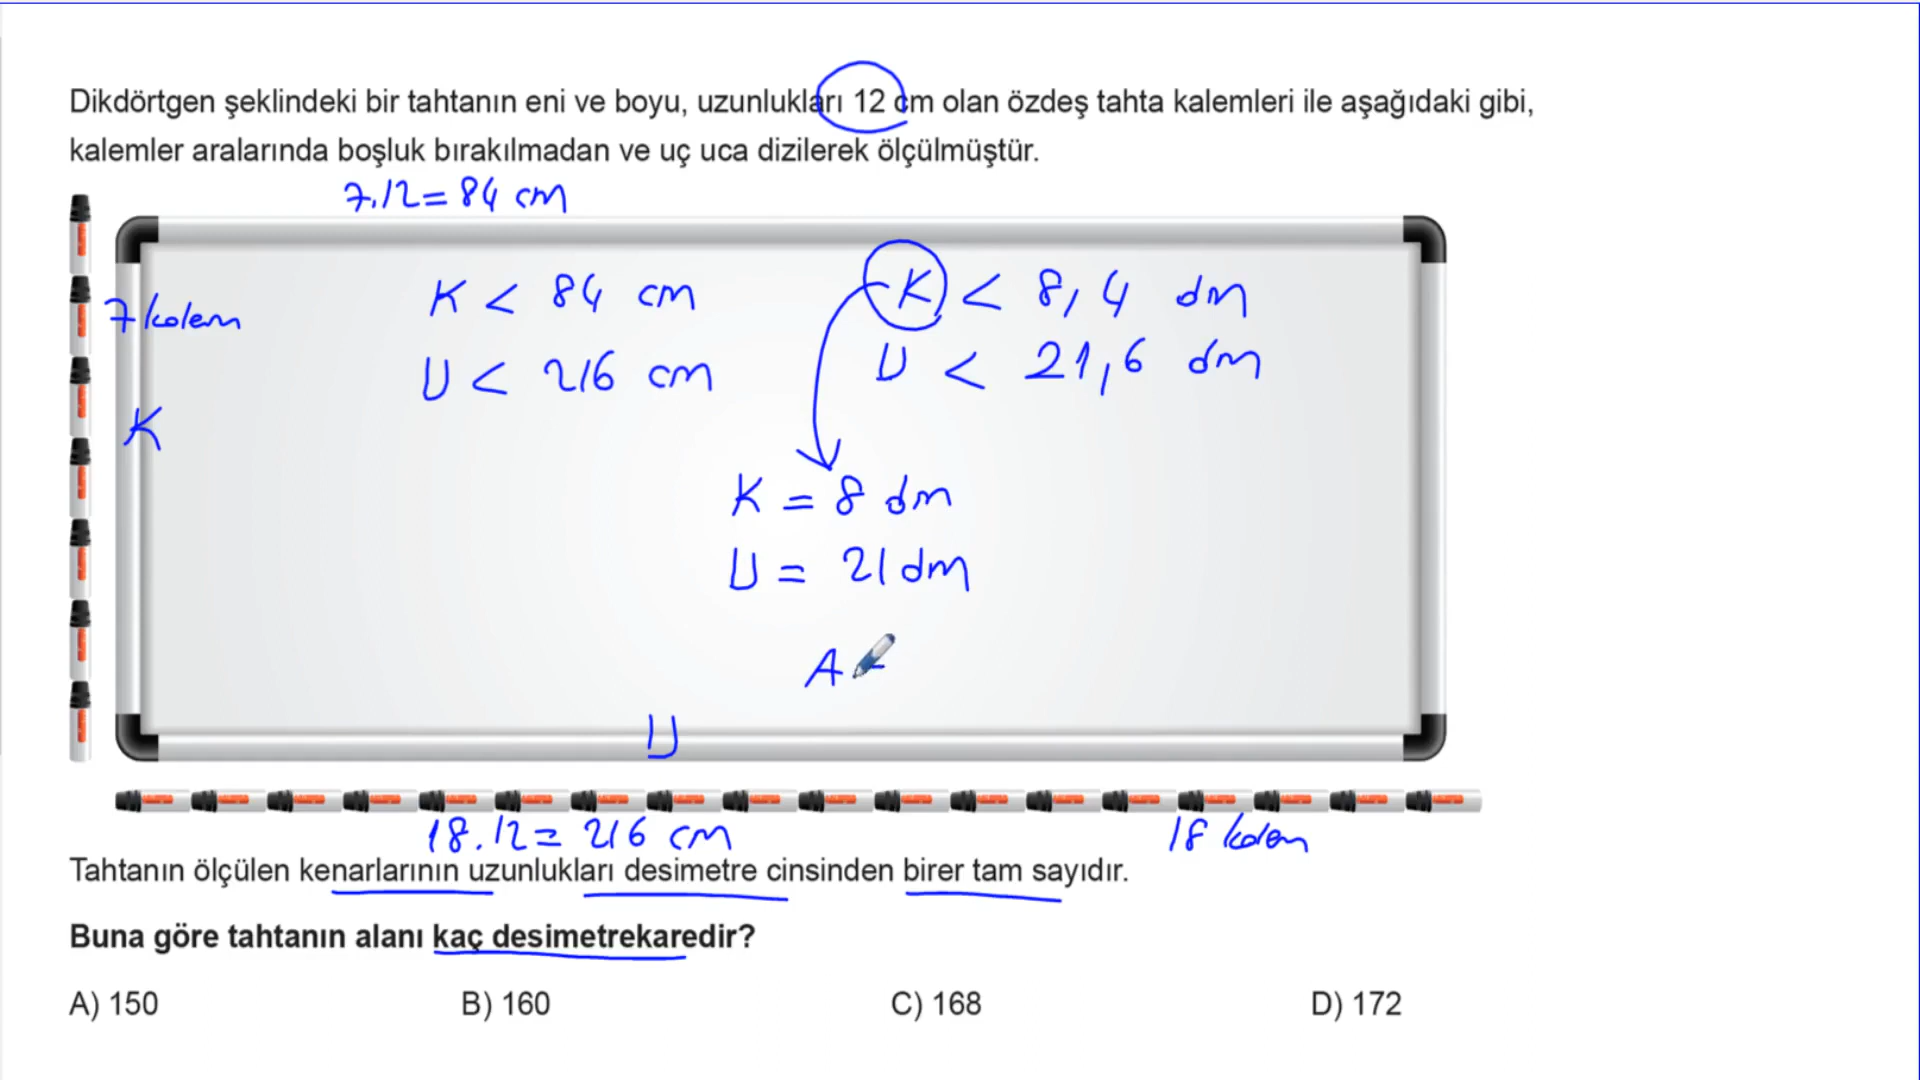 Dikdörtgen şeklindeki bir tahtanın eni ve boyu, uzunlukları 12 cm olan özdeş tahta kalemleri ile aşağıdaki gibi,
kalemler aralarında boşluk bırakılmadan ve uç uca dizilerek ölçülmüştür.
7.12=84 cm
K < 84 cm
K < 8,4 dm
7 kalem
U < 216 cm
U < 21,6 dm
K
K = 8 dm
U = 21 dm
A =
U
18.12= 216 cm
18 kalem
Tahtanın ölçülen kenarlarının uzunlukları desimetre cinsinden birer tam sayıdır.
Buna göre tahtanın alanı kaç desimetrekaredir?
A) 150
B) 160
C) 168
D) 172